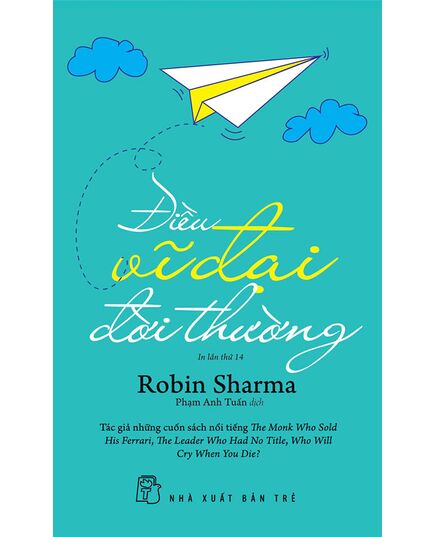 Điều
vĩ đại
đời thường
In lần thứ 14
Robin Sharma
Phạm Anh Tuấn dịch
Tác giả những cuốn sách nổi tiếng The Monk Who Sold
His Ferrari, The Leader Who Had No Title, Who Will
Cry When You Die?
NHÀ XUẤT BẢN TRẺ